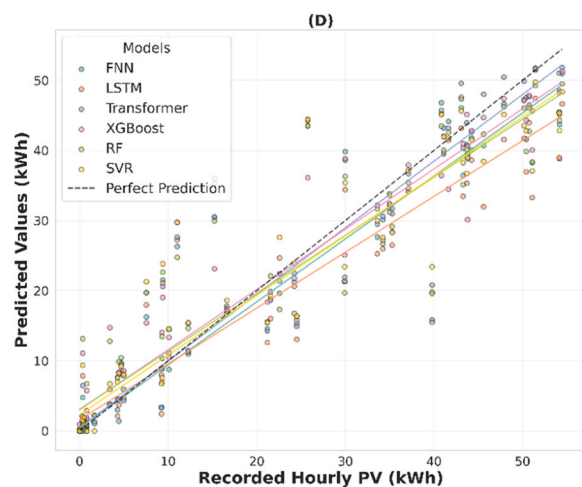 (D)
Models
FNN
LSTM
Transformer
XGBoost
RF
SVR
Perfect Prediction
Predicted Values (kWh)
50
40
30
20
10
0
0
10
20
30
40
50
Recorded Hourly PV (kWh)